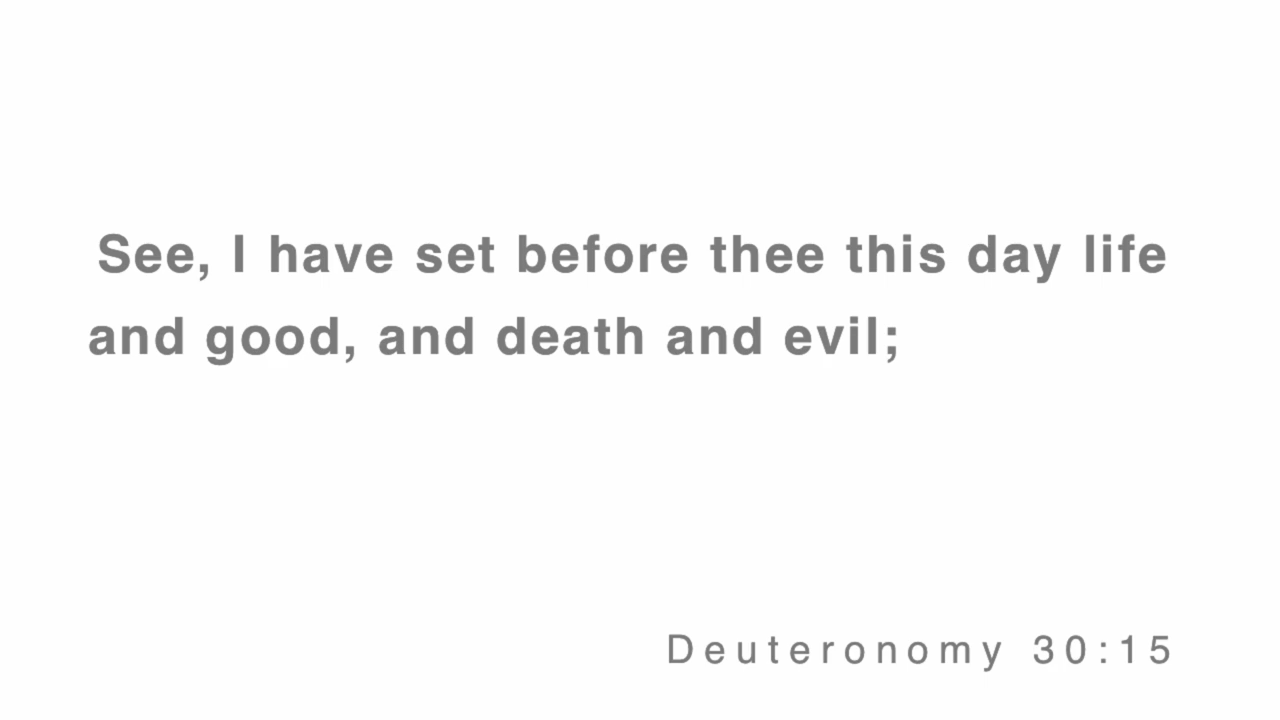 See, I have set before thee this day life
and good, and death and evil;
Deuteronomy 30:15